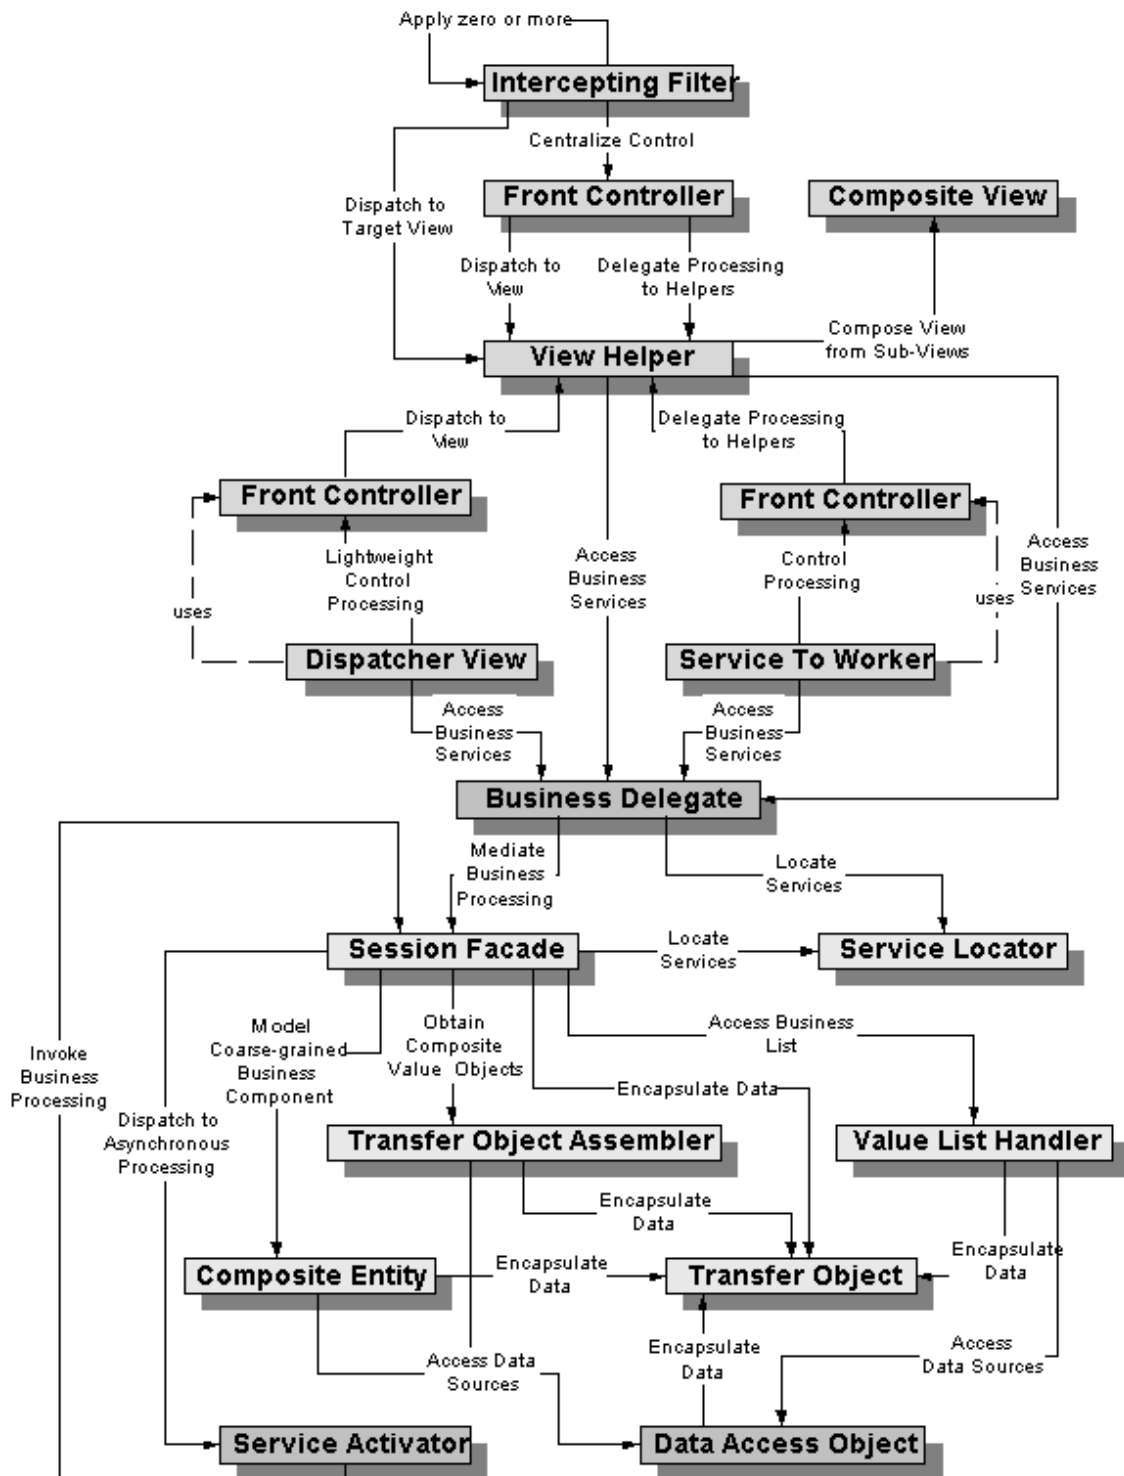 Apply zero or more
Intercepting Filter
Centralize Control
Front Controller
Composite View
Dispatch to
Target View
Dispatch to
View
Delegate Processing
to Helpers
Compose View
from Sub-Views
View Helper
Dispatch to
View
Delegate Processing
to Helpers
Front Controller
Front Controller
Lightweight
Control
Processing
Access
Business
Services
Control
Processing
Access
Business
Services
uses
uses
Dispatcher View
Service To Worker
Access
Business
Services
Access
Business
Services
Business Delegate
Mediate
Business
Processing
Locate
Services
Session Facade
Locate
Services
Service Locator
Model
Coarse-grained
Business
Component
Obtain
Composite
Value Objects
Access Business
List
Invoke
Business
Processing
Encapsulate Data
Dispatch to
Asynchronous
Processing
Transfer Object Assembler
Value List Handler
Encapsulate
Data
Composite Entity
Encapsulate
Data
Transfer Object
Encapsulate
Data
Access Data
Sources
Encapsulate
Data
Access
Data Sources
Service Activator
Data Access Object